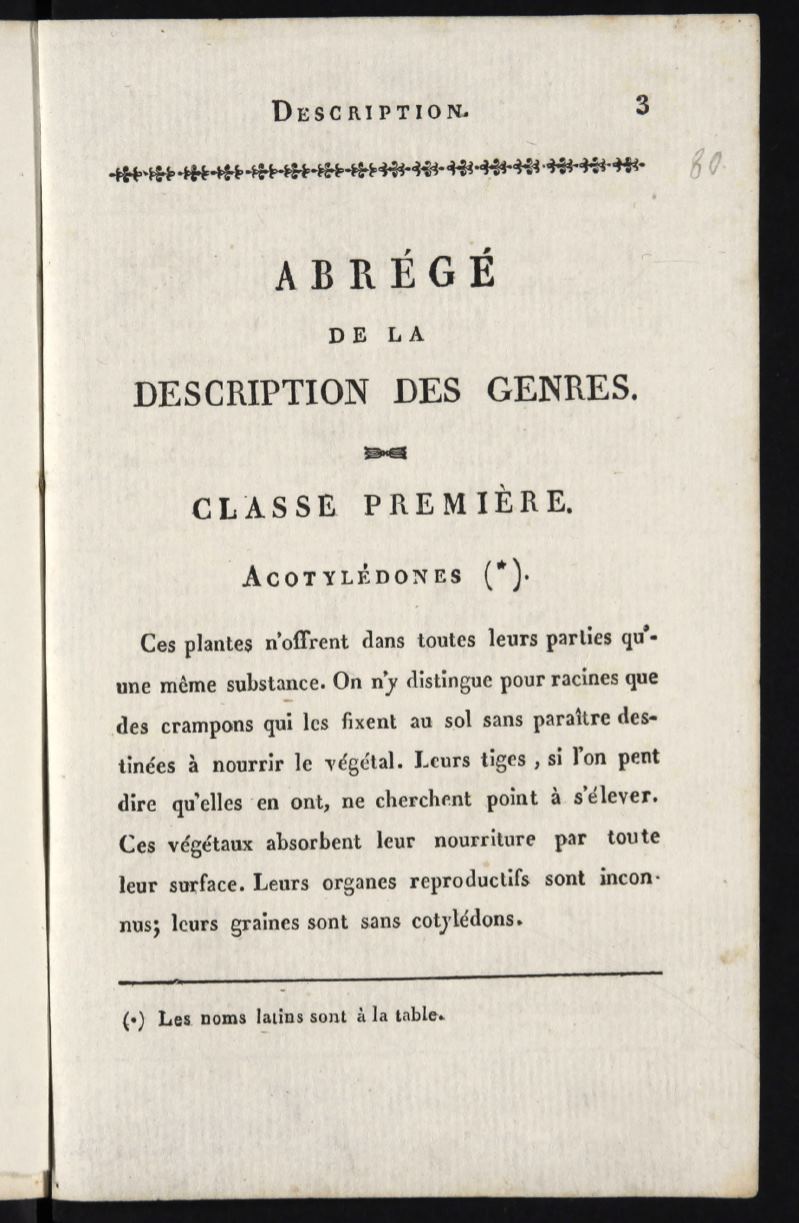 DESCRIPTION. 3
80.
ABRÉGÉ
DE LA
DESCRIPTION DES GENRES.
CLASSE PREMIÈRE.
ACOTYLÉDONES (*).
Ces plantes n'offrent dans toutes leurs parties qu'-
une même substance. On n'y distingue pour racines que
des crampons qui les fixent au sol sans paraître des-
tinées à nourrir le végétal. Leurs tiges , si l'on pent
dire qu'elles en ont, ne cherchent point à s'élever.
Ces végétaux absorbent leur nourriture par toute
leur surface. Leurs organes reproductifs sont incon-
nus; leurs graines sont sans cotylédons.
(*) Les noms latins sont à la table.